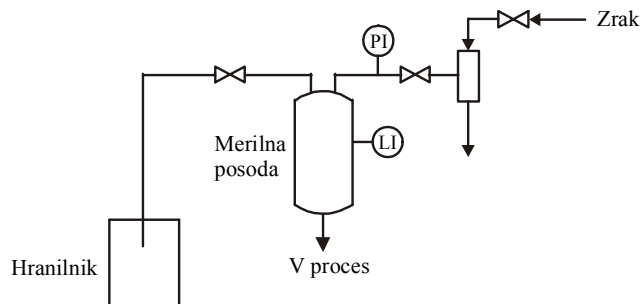 Zrak
PI
Merilna
posoda
LI
Hranilnik
V proces